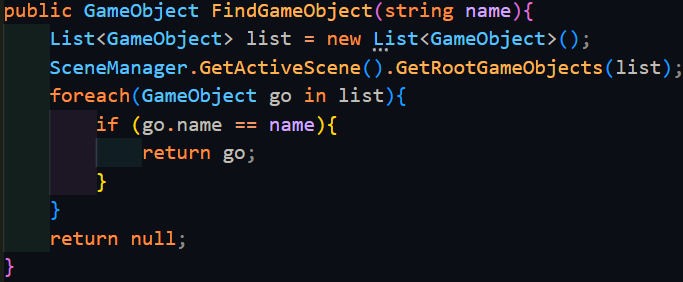 public GameObject FindGameObject(string name){
List<GameObject> list = new List<GameObject>();
SceneManager.GetActiveScene().GetRootGameObjects(list);
foreach(GameObject go in list){
if (go.name == name){
return go;
}
}
return null;
}